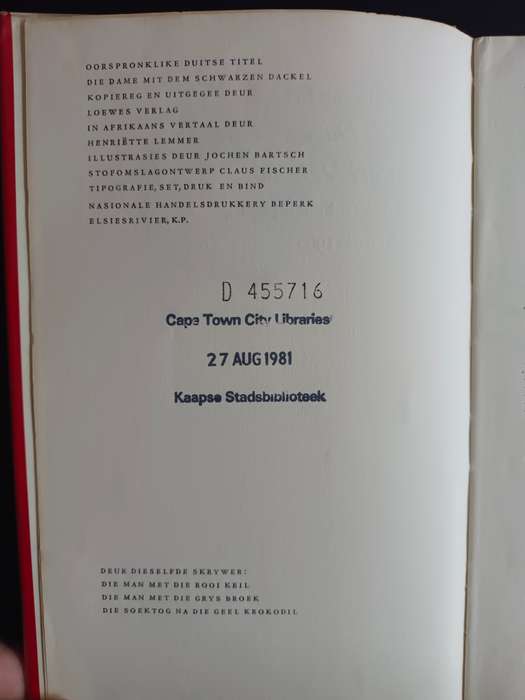 OORSPRONKLIKE DUITSE TITEL
DIE DAME MIT DEM SCHWARZEN DACKEL
KOPIEREG EN UITGEGEE DEUR
LOEWES VERLAG
IN AFRIKAANS VERTAAL DEUR
HENRIËTTE LEMMER
ILLUSTRASIES DEUR JOCHEN BARTSCH
STOFOMSLAGONTWERP CLAUS FISCHER
TIPOGRAFIE, SET, DRUK EN BIND
NASIONALE HANDELSDRUKKERY BEPERK
ELSIESRIVIER, K.P.
D 455716
Cape Town City Libraries
27 AUG 1981
Kaapse Stadsbiblioteek
DEUR DIESELFDE SKRYWER:
DIE MAN MET DIE ROOI KEIL
DIE MAN MET DIE GRYS BROEK
DIE SOEKTOG NA DIE GEEL KROKODIL